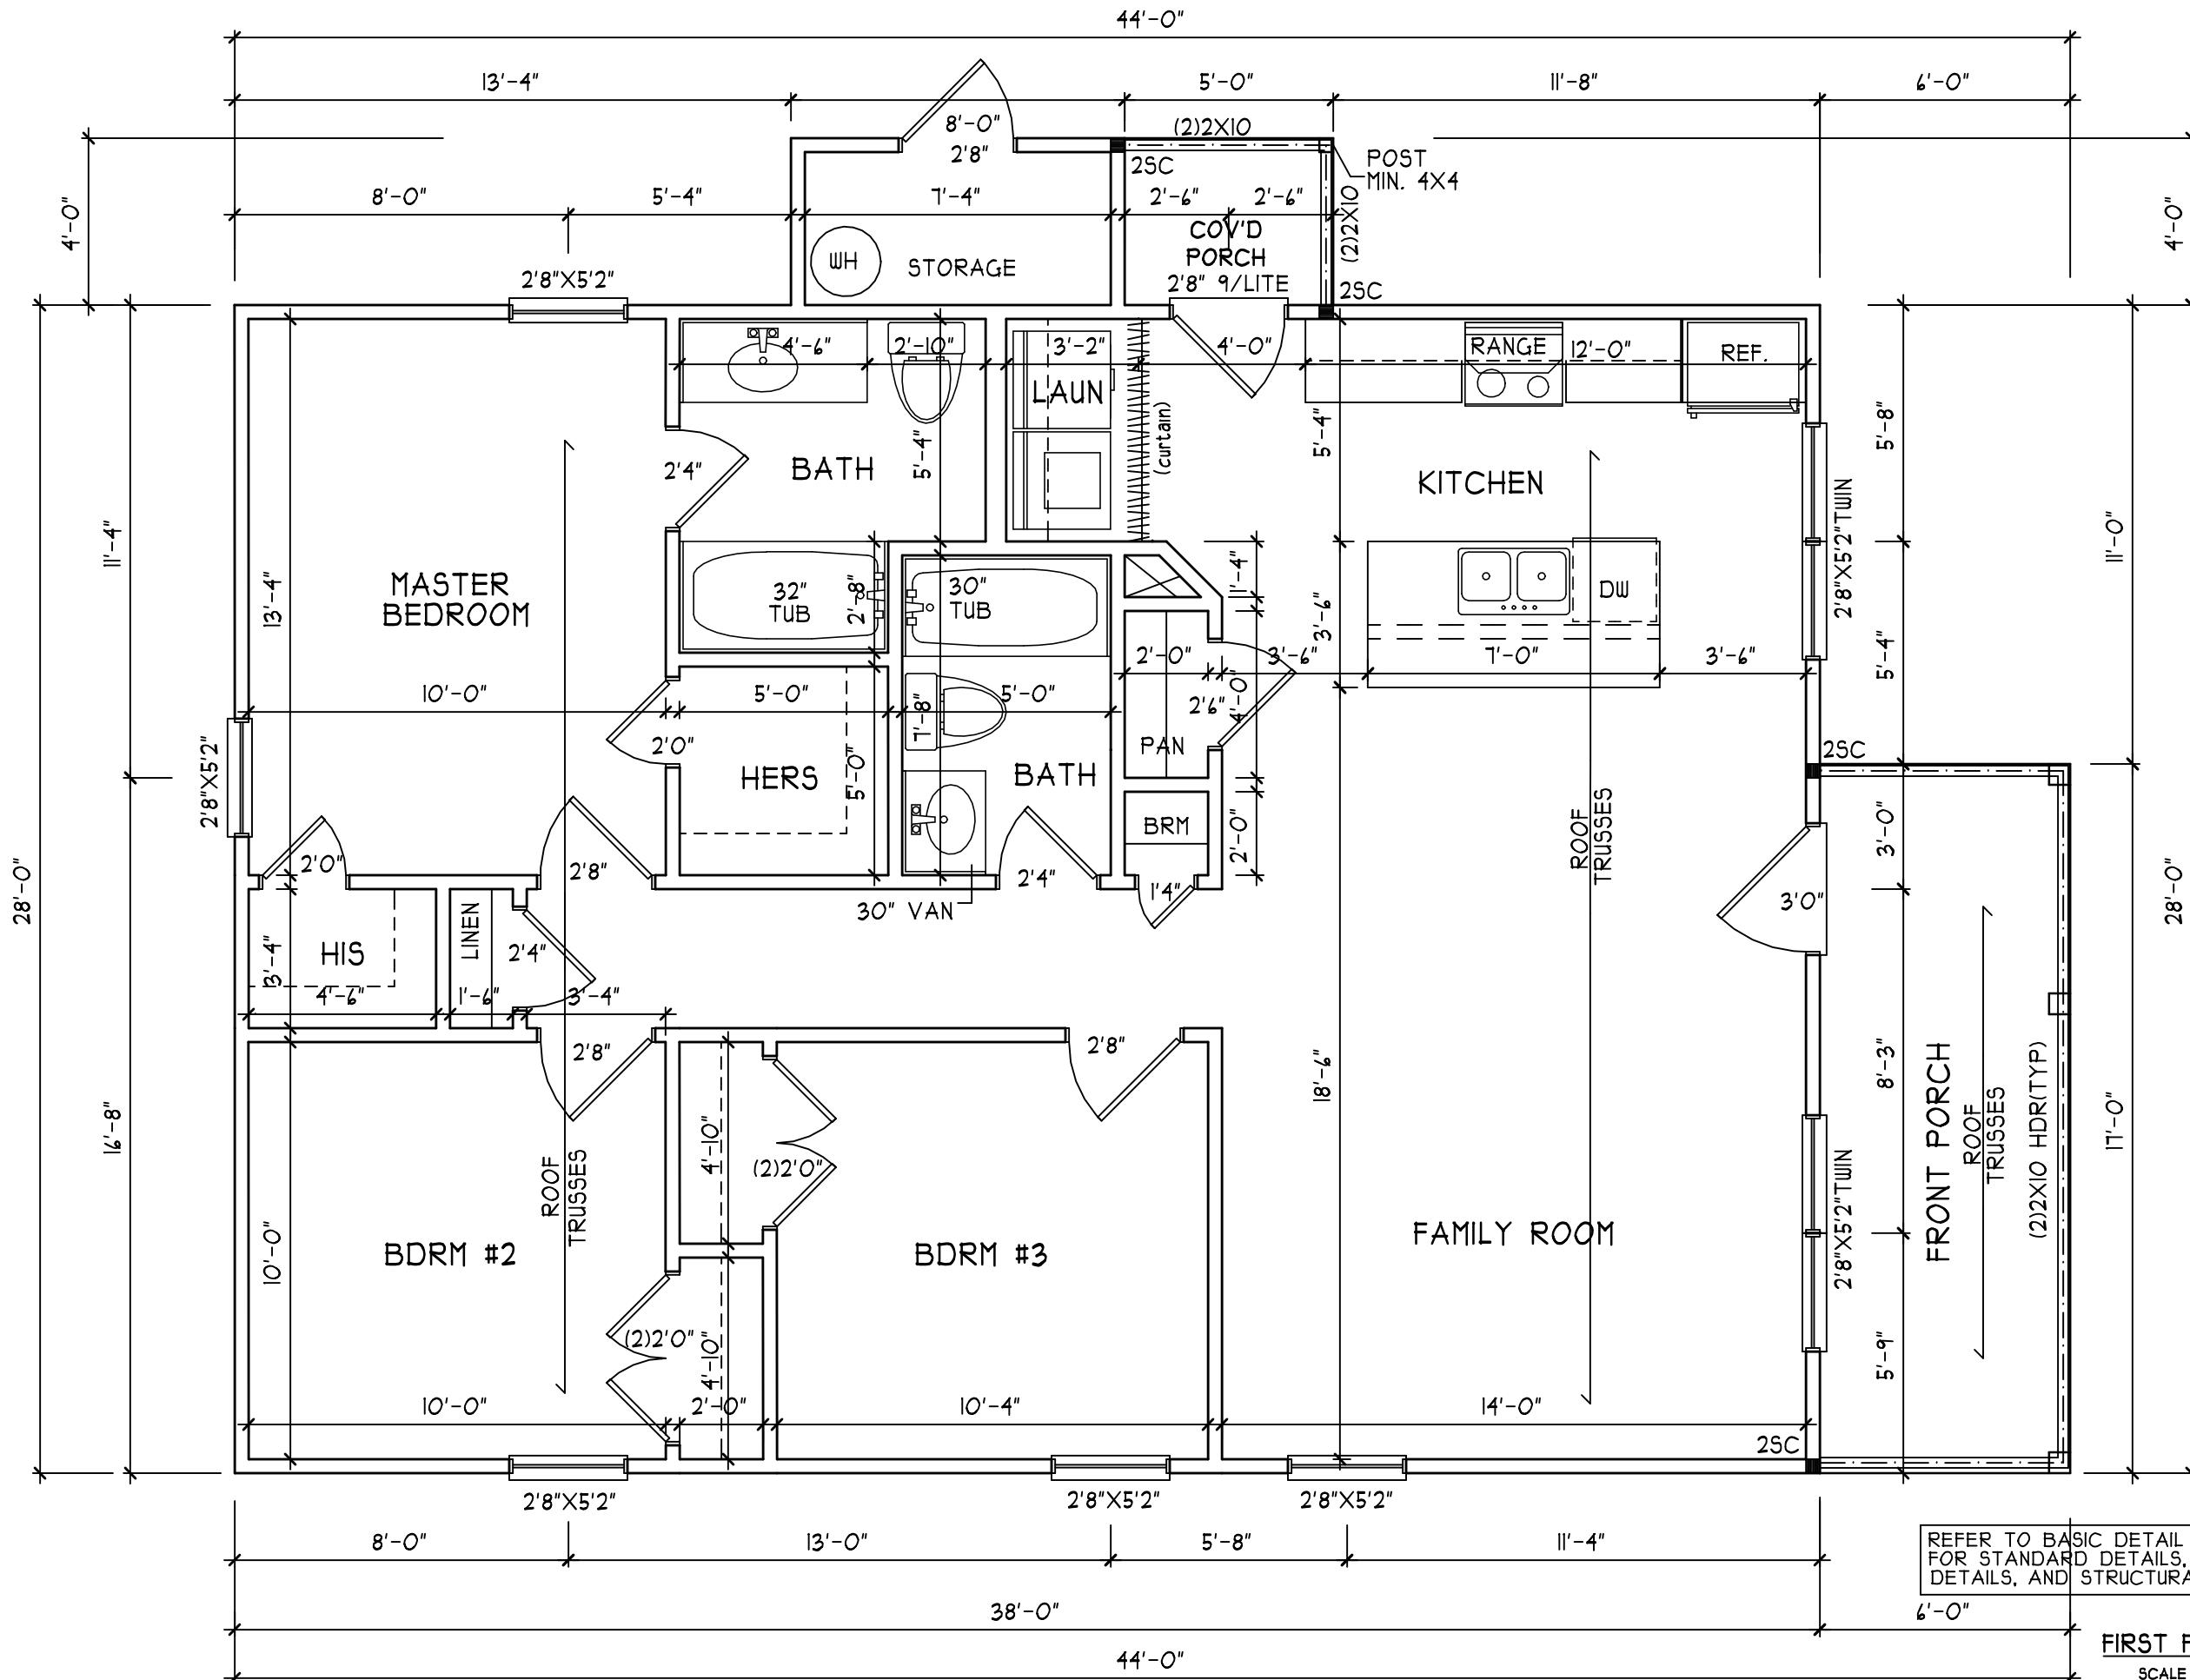 44'-0"
13'-4"
5'-0"
11'-8"
6'-0"
8'-0"
2'8"
(2)2X10
2SC
POST
MIN. 4X4
4'-0"
4'-0"
8'-0"
5'-4"
7'-4"
2'-6"
2'-6"
(2)2X10
COV'D
PORCH
2'8" 9/LITE
WH
STORAGE
2'8"X5'2"
2SC
4'-6"
2'-10"
3'-2"
4'-0"
RANGE
12'-0"
REF.
LAUN
(curtain)
5'-4"
5'-4"
5'-8"
2'4"
BATH
KITCHEN
2'8"X5'2"TWIN
11'-4"
11'-0"
13'-4"
MASTER
BEDROOM
32"
TUB
2'-8"
30"
TUB
1'-4"
3'-6"
DW
5'-4"
2'-0"
3'-6"
7'-0"
3'-6"
10'-0"
5'-0"
5'-0"
7'-8"
2'6"
4'-0"
2'0"
PAN
2SC
2'8"X5'2"
HERS
5'-0"
BATH
BRM
2'-0"
ROOF
TRUSSES
3'-0"
2'0"
2'8"
2'4"
1'4"
3'0"
30" VAN
28'-0"
28'-0"
HIS
LINEN
2'4"
3'-4"
4'-6"
1'-6"
3'-4"
2'8"
2'8"
18'-6"
8'-3"
FRONT PORCH
ROOF
TRUSSES
(2)2X10 HDR(TYP)
17'-0"
16'-8"
4'-10"
(2)2'0"
ROOF
TRUSSES
10'-0"
BDRM #2
BDRM #3
FAMILY ROOM
2'8"X5'2"TWIN
(2)2'0"
4'-10"
5'-9"
10'-0"
2'-0"
10'-4"
14'-0"
2SC
2'8"X5'2"
2'8"X5'2"
2'8"X5'2"
8'-0"
13'-0"
5'-8"
11'-4"
REFER TO BASIC DETAIL
FOR STANDARD DETAILS,
DETAILS, AND
38'-0"
6'-0"
FIRST
44'-0"
SCALE